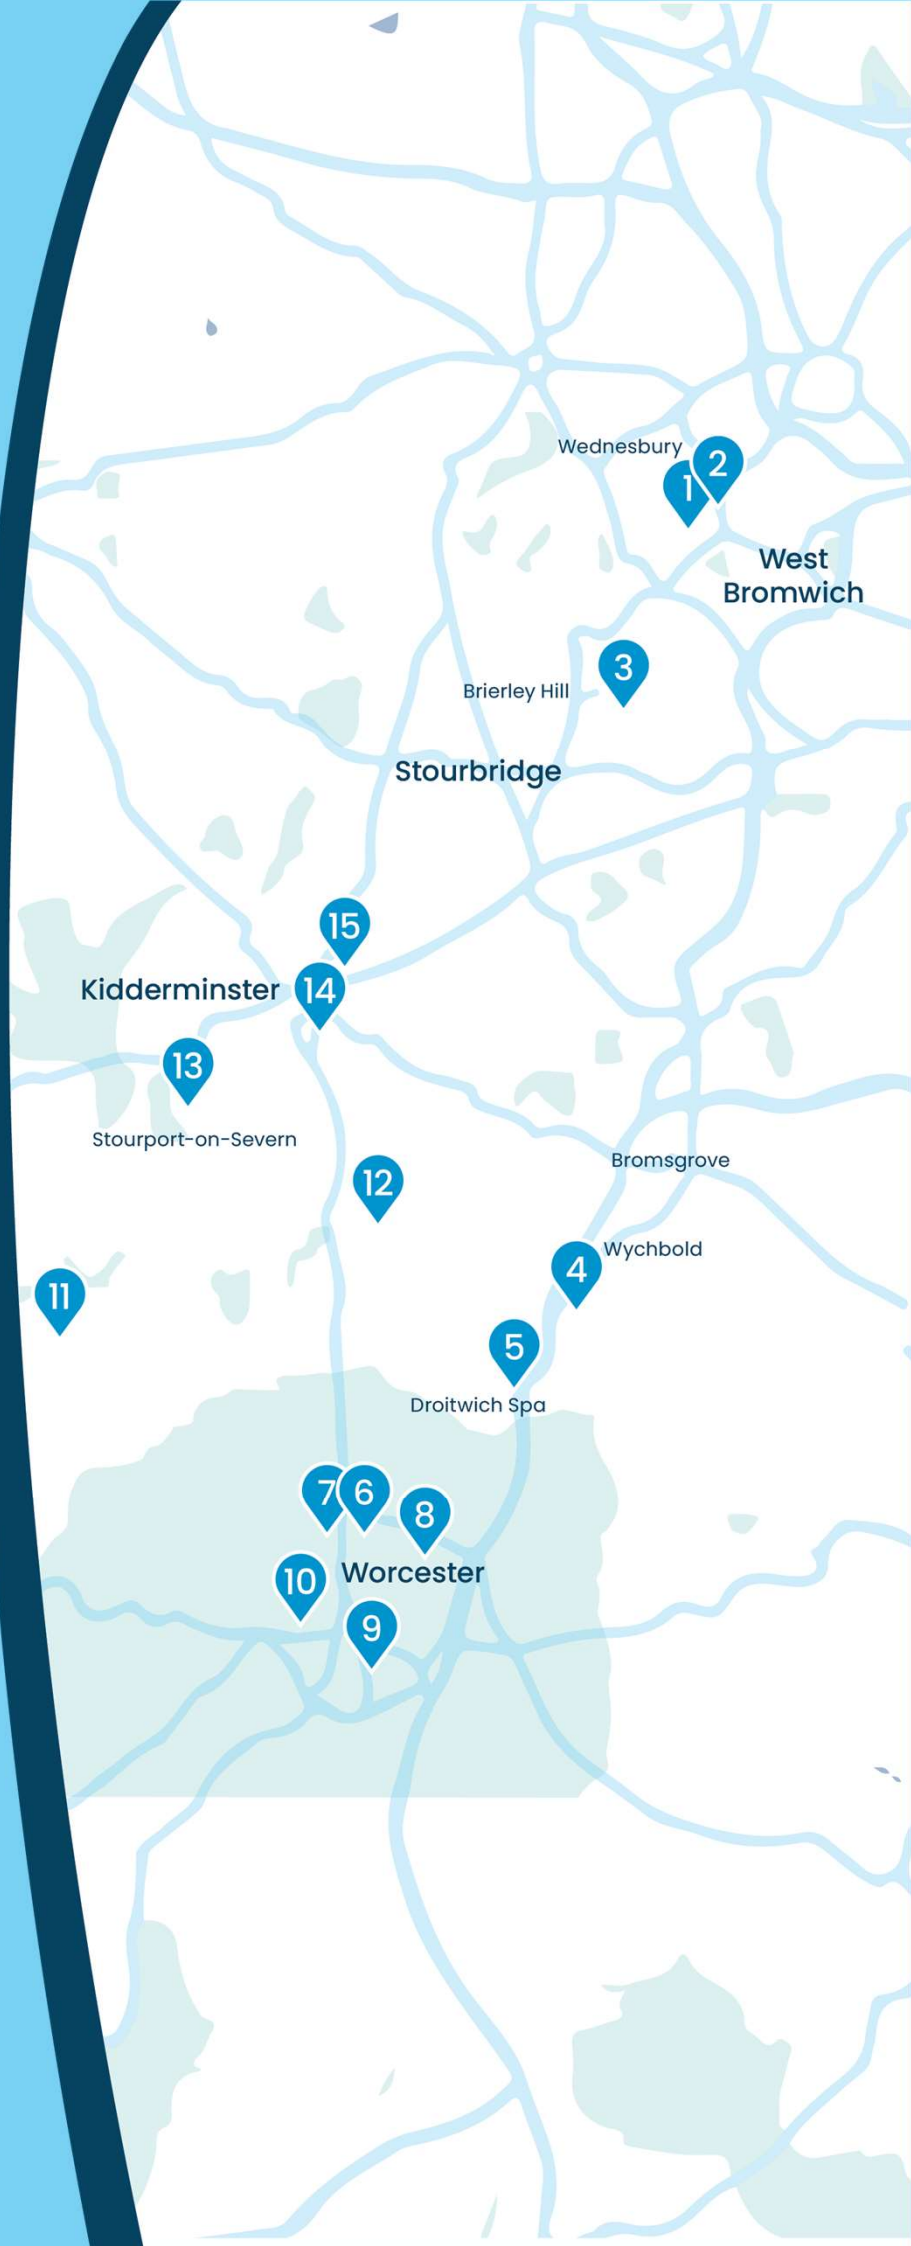 Wednesbury
2
1
West
Bromwich
3
Brierley Hill
Stourbridge
15
Kidderminster
14
13
Stourport-on-Severn
Bromsgrove
12
Wychbold
4
11
5
Droitwich Spa
7
6
8
Worcester
10
9